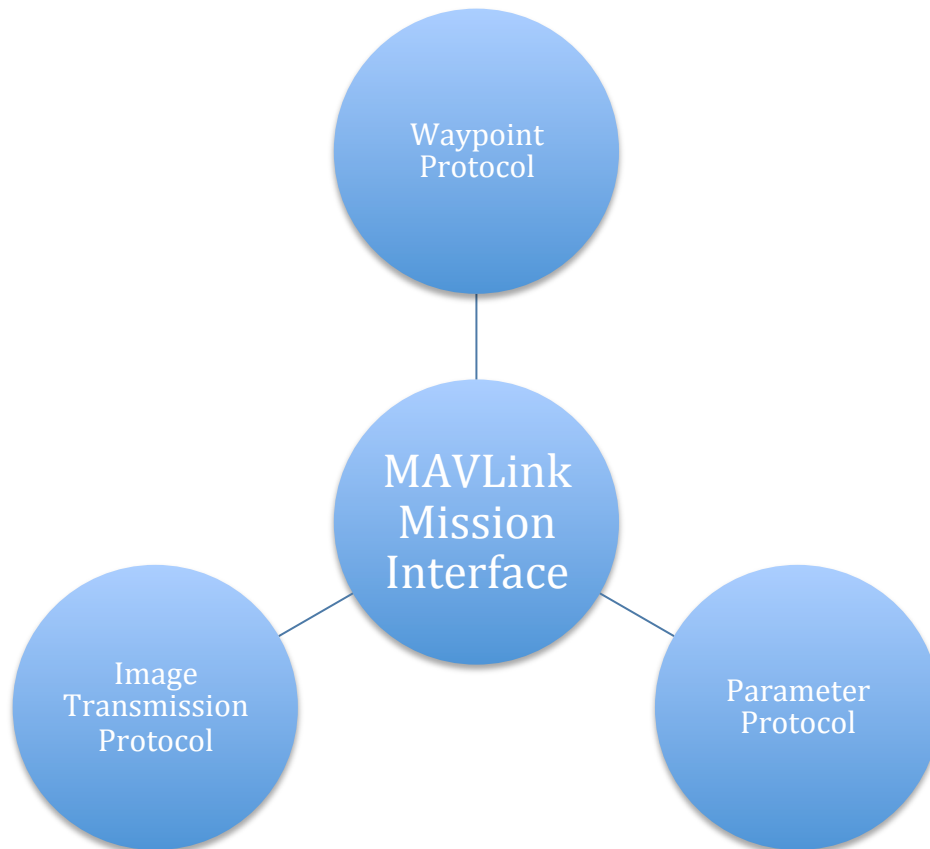 Waypoint
Protocol
MAVLink
Mission
Interface
Image
Transmission
Protocol
Parameter
Protocol